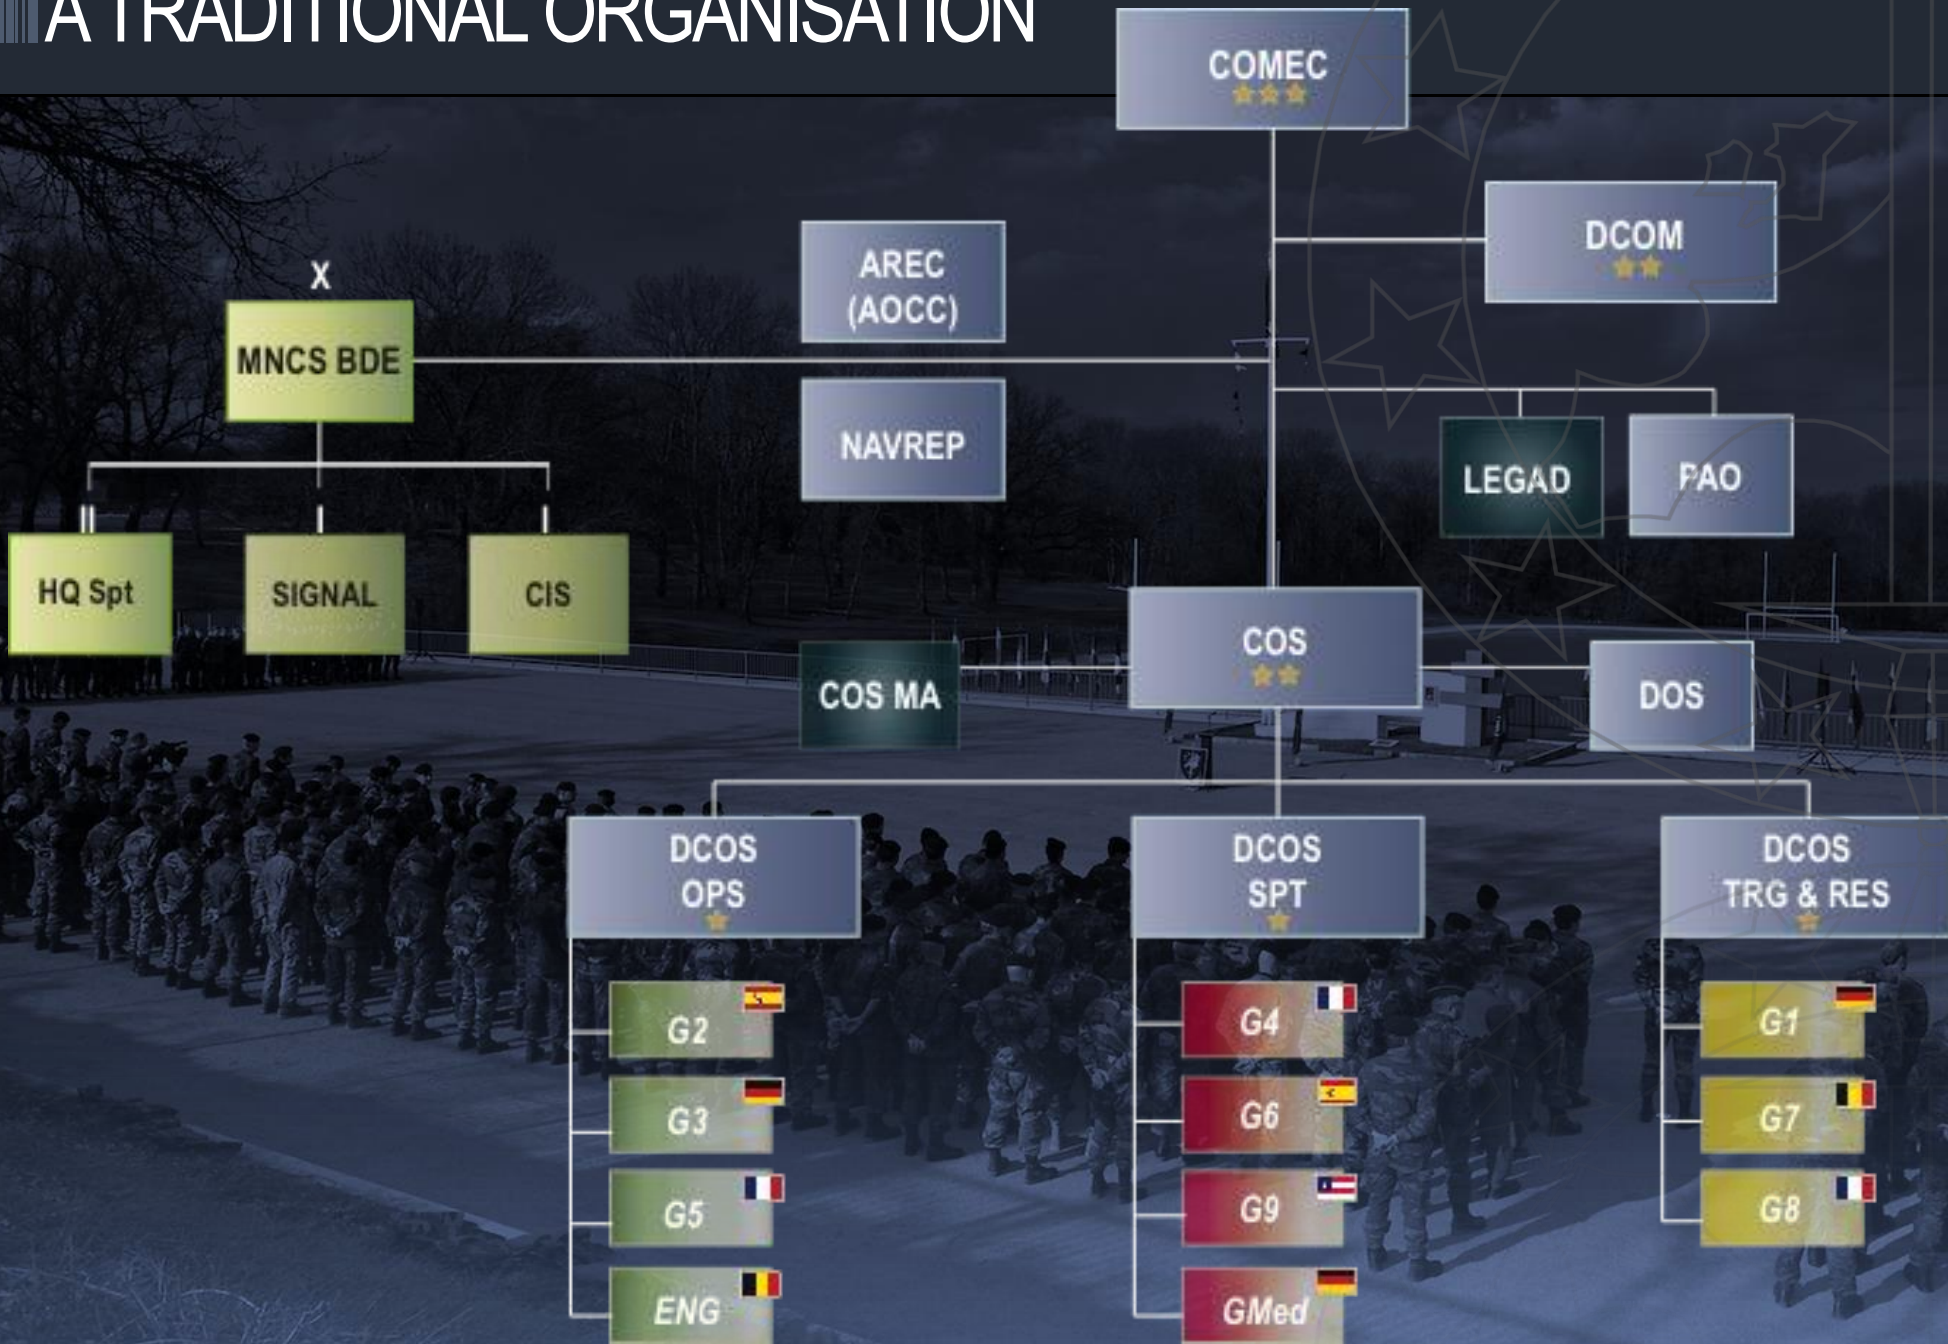 A TRADITIONAL ORGANISATION
COMEC
DCOM
AREC
(AOCC)
X
MNCS BDE
NAVREP
LEGAD
PAO
HQ Spt
SIGNAL
CIS
COS
COS MA
DOS
DCOS
OPS
DCOS
SPT
DCOS
TRG & RES
G2
G4
G1
G3
G6
G7
G5
G9
G8
ENG
GMed